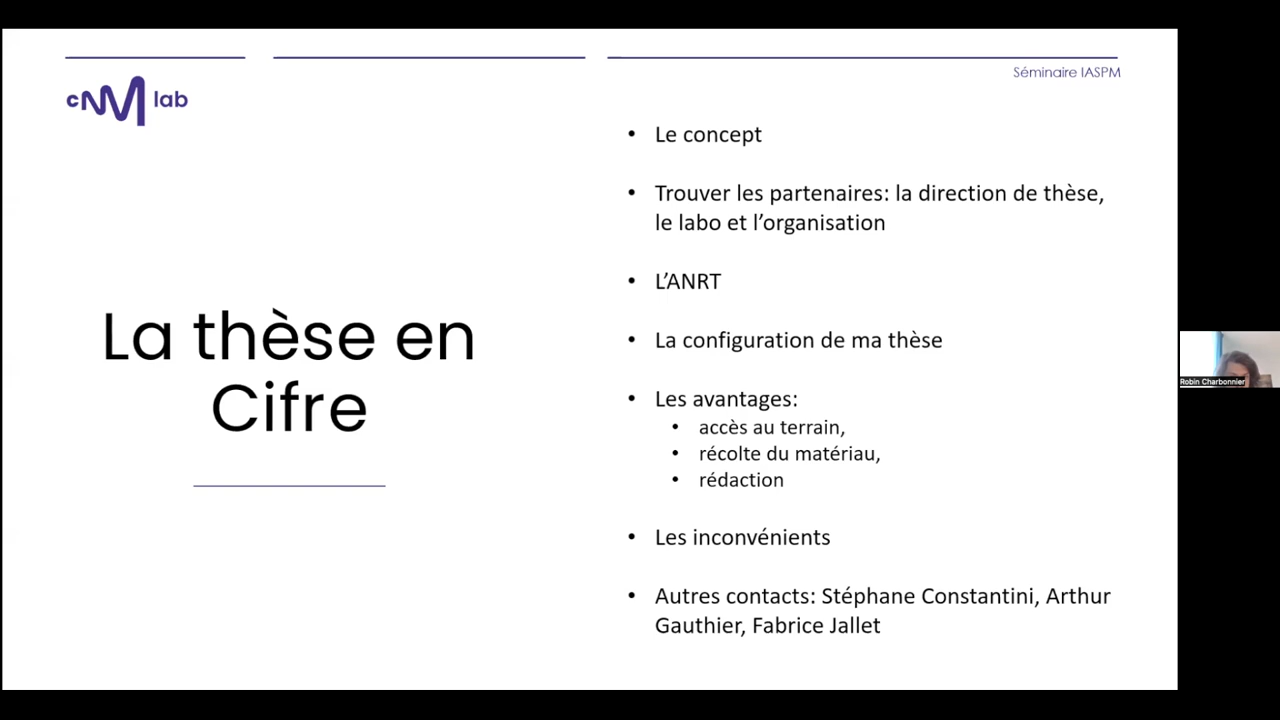 Séminaire IASPM
cNM lab
La thèse en
Cifre
• Le concept
• Trouver les partenaires: la direction de thèse,
le labo et l’organisation
• L’ANRT
• La configuration de ma thèse
• Les avantages:
• accès au terrain,
• récolte du matériau,
• rédaction
• Les inconvénients
• Autres contacts: Stéphane Constantini, Arthur
Gauthier, Fabrice Jallet
Robin Charbonnier